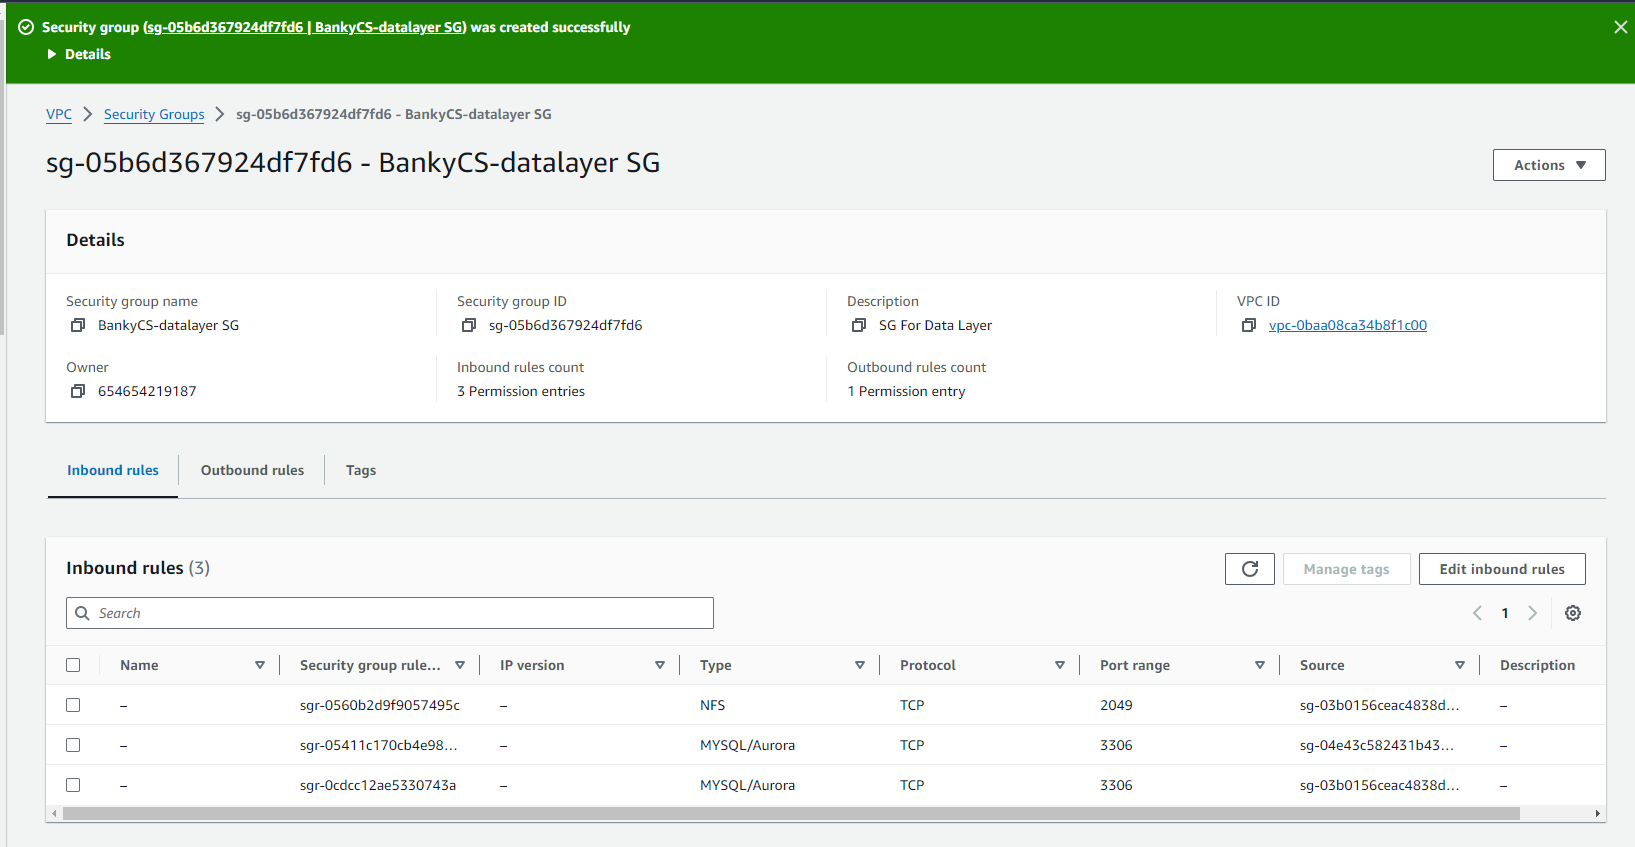 Security group (sg-05b6d367924df7fd6 | BankyCS-datalayer SG) was created successfully
Details
VPC Security Groups sg-05b6d367924df7fd6 - BankyCS-datalayer SG
sg-05b6d367924df7fd6 - BankyCS-datalayer SG
Actions
Details
Security group name Security group ID Description VPC ID
BankyCS-datalayer SG sg-05b6d367924df7fd6 SG For Data Layer vpc-0baa08ca34b8f1c00
Owner Inbound rules count Outbound rules count
654654219187 3 Permission entries 1 Permission entry
Inbound rules Outbound rules Tags
Inbound rules (3)
Manage tags Edit inbound rules
Search
1
Name Security group rule... IP version Type Protocol Port range Source Description
– sgr-0560b2d9f9057495c – NFS TCP 2049 sg-03b0156ceac4838d... –
– sgr-05411c170cb4e98... – MYSQL/Aurora TCP 3306 sg-04e43c582431b43... –
– sgr-0cdcc12ae5330743a – MYSQL/Aurora TCP 3306 sg-03b0156ceac4838d... –